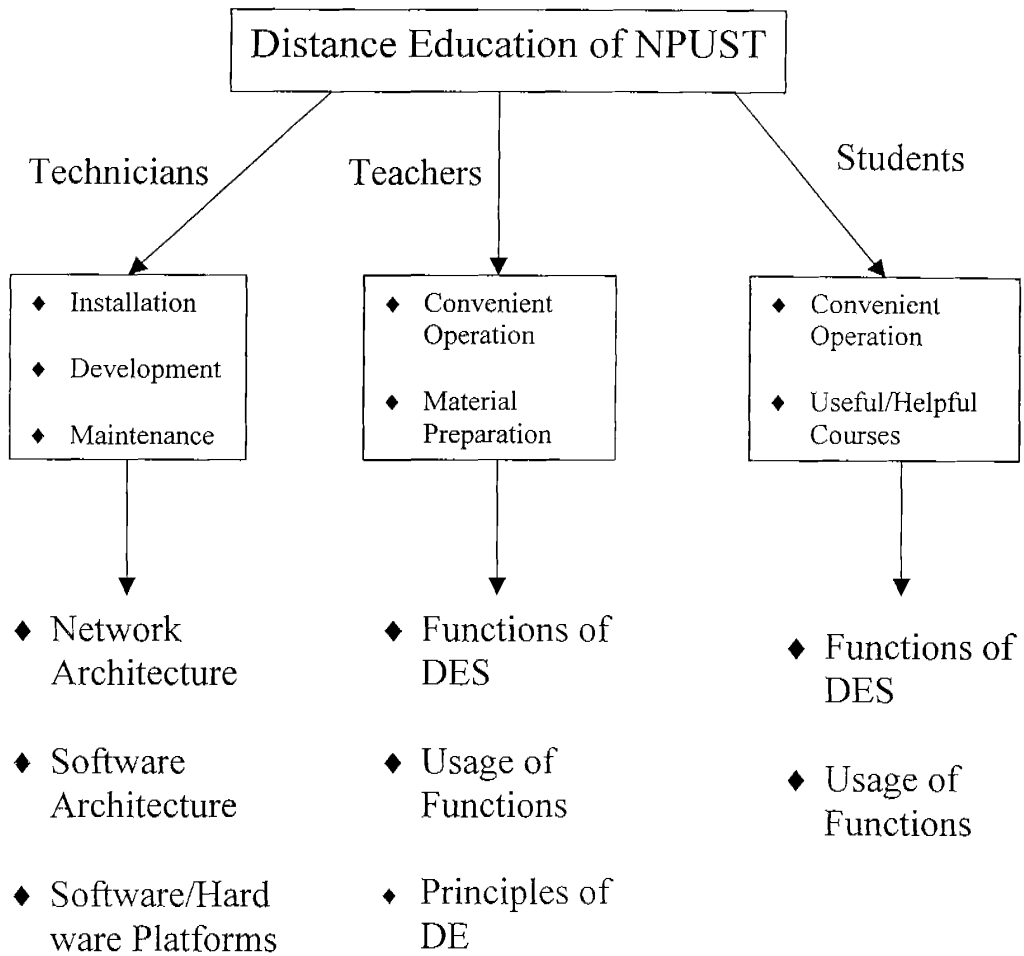 Distance Education of NPUST
Technicians
Teachers
Students
♦ Installation
♦ Development
♦ Maintenance
♦ Convenient
Operation
♦ Material
Preparation
♦ Convenient
Operation
♦ Useful/Helpful
Courses
♦ Network
Architecture
♦ Software
Architecture
♦ Software/Hard
ware Platforms
♦ Functions of
DES
♦ Usage of
Functions
♦ Principles of
DE
♦ Functions of
DES
♦ Usage of
Functions